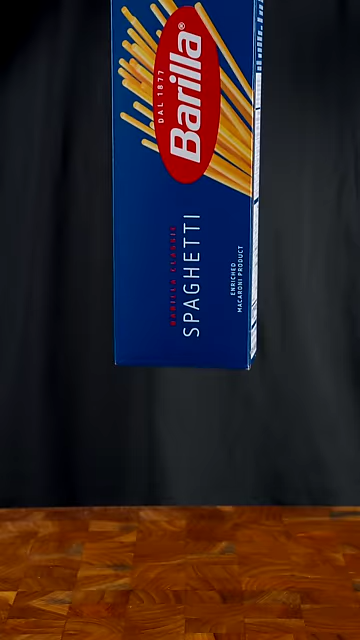 DAL 1877
Barilla®
BARILLA CLASSIC
SPAGHETTI
ENRICHED
MACARONI PRODUCT